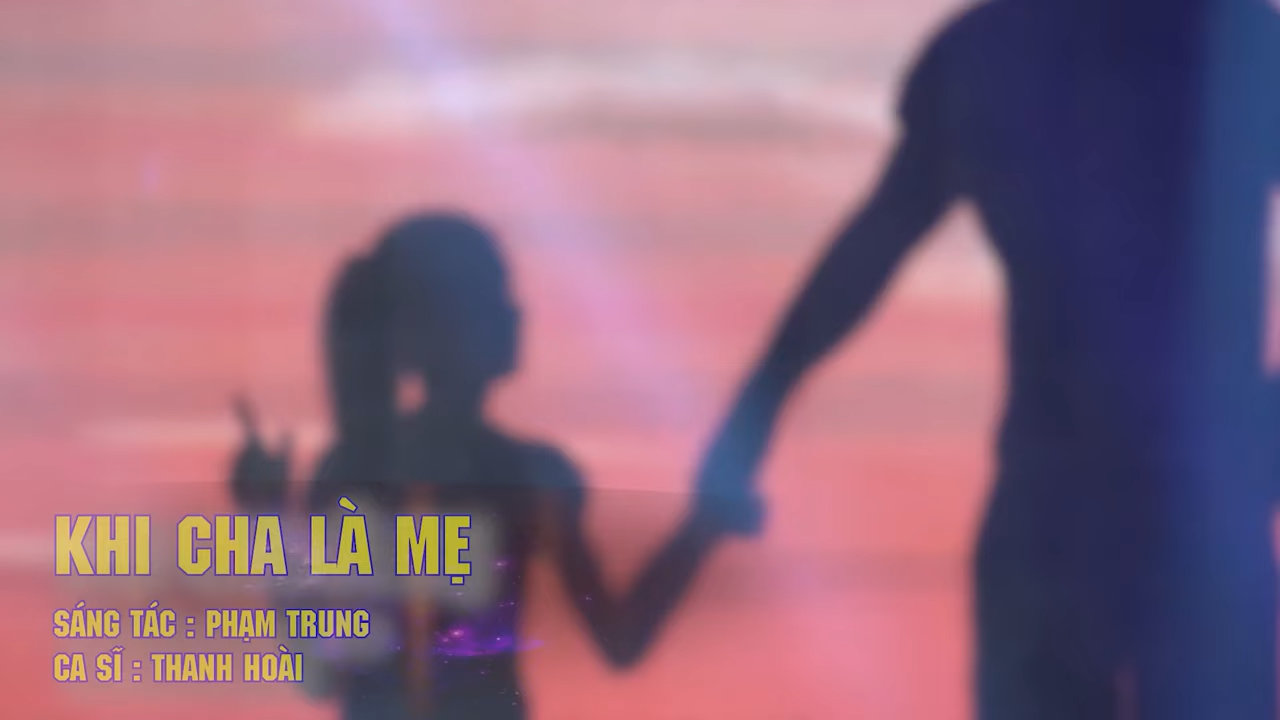 KHI CHA LÀ MẸ
SÁNG TÁC : PHẠM TRUNG
CA SĨ : THANH HOÀI